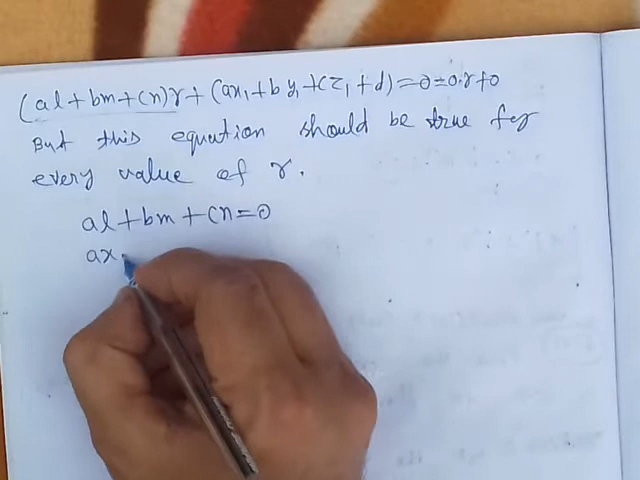 (al+bm+cn)r+(ax₁+by₁+cz₁+d)=0=0.r+0
But this equation should be true for
every value of r.
al+bm+cn=0
ax